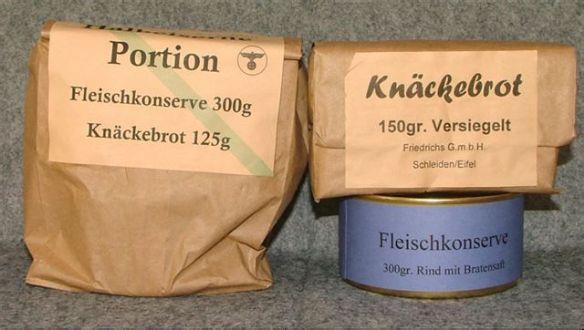 Portion
Fleischkonserve 300g
Knäckebrot 125g
Knäckebrot
150gr. Versiegelt
Friedrichs G.m.b.H.
Schleiden/Eifel
Fleischkonserve
300gr. Rind mit Bratensaft